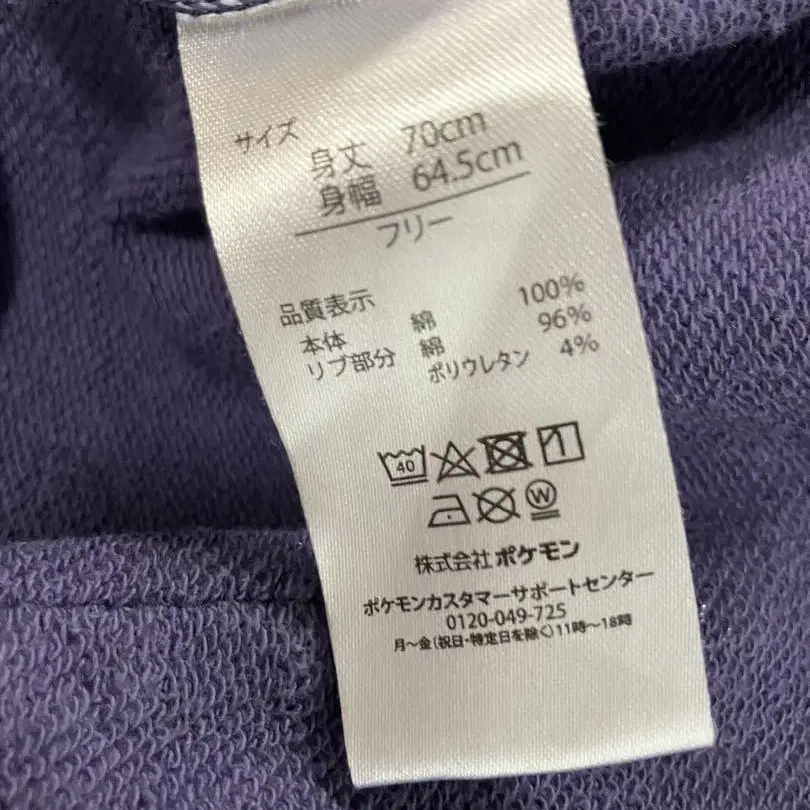 サイズ
身丈 70cm
身幅 64.5cm
フリー
品質表示
本体 綿 100%
リブ部分 綿 96%
ポリウレタン 4%
40
W
株式会社 ポケモン
ポケモンカスタマーサポートセンター
0120-049-725
月〜金(祝日・特定日を除く)11時〜18時